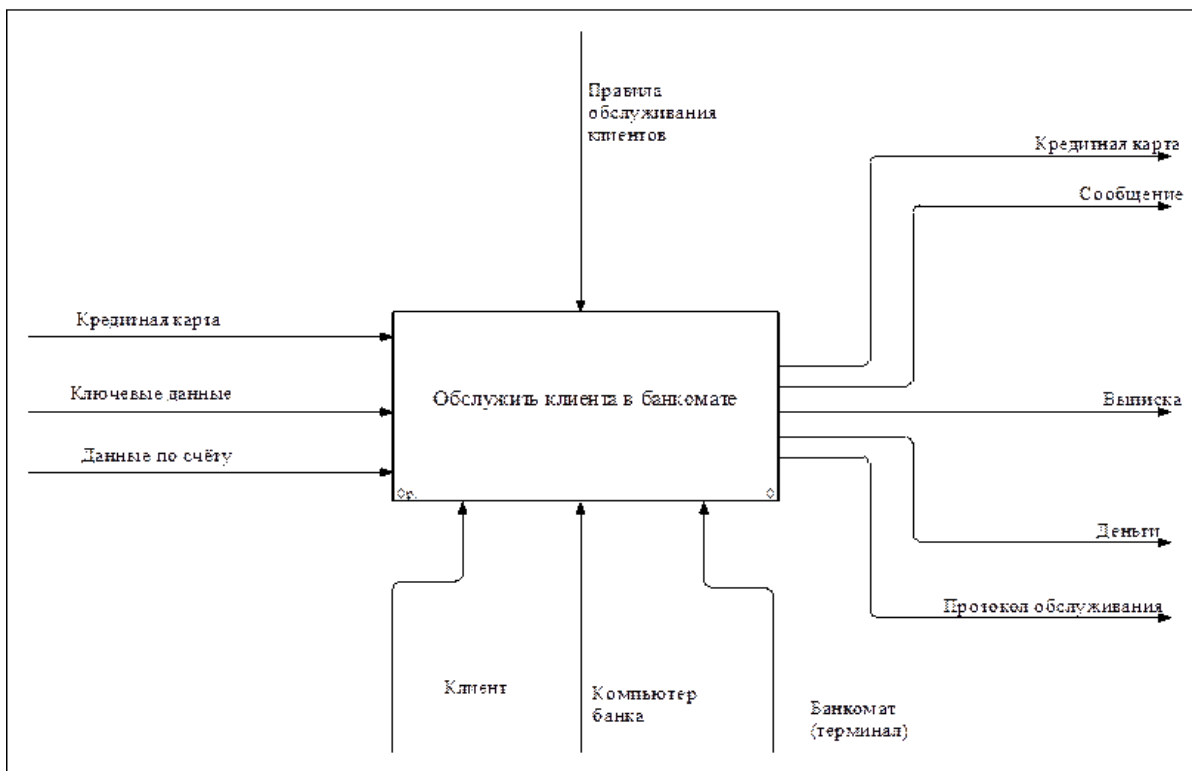 Правила
обслуживания
клиентов
Кредитная карта
Сообщение
Кредитная карта
Ключевые данные
Данные по счёту
Обслужить клиента в банкомате
р.
Выписка
Деньги
Протокол обслуживания
Клиент
Компьютер
банка
Банкомат
(терминал)